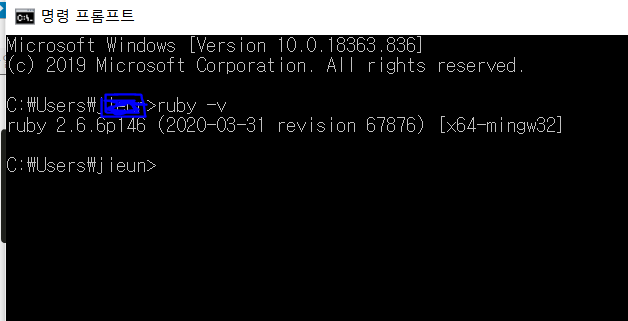 명령 프롬프트
Microsoft Windows [Version 10.0.18363.836]
(c) 2019 Microsoft Corporation. All rights reserved.
C:₩Users₩>ruby -v
ruby 2.6.6p146 (2020-03-31 revision 67876) [x64-mingw32]
C:₩Users₩jieun>